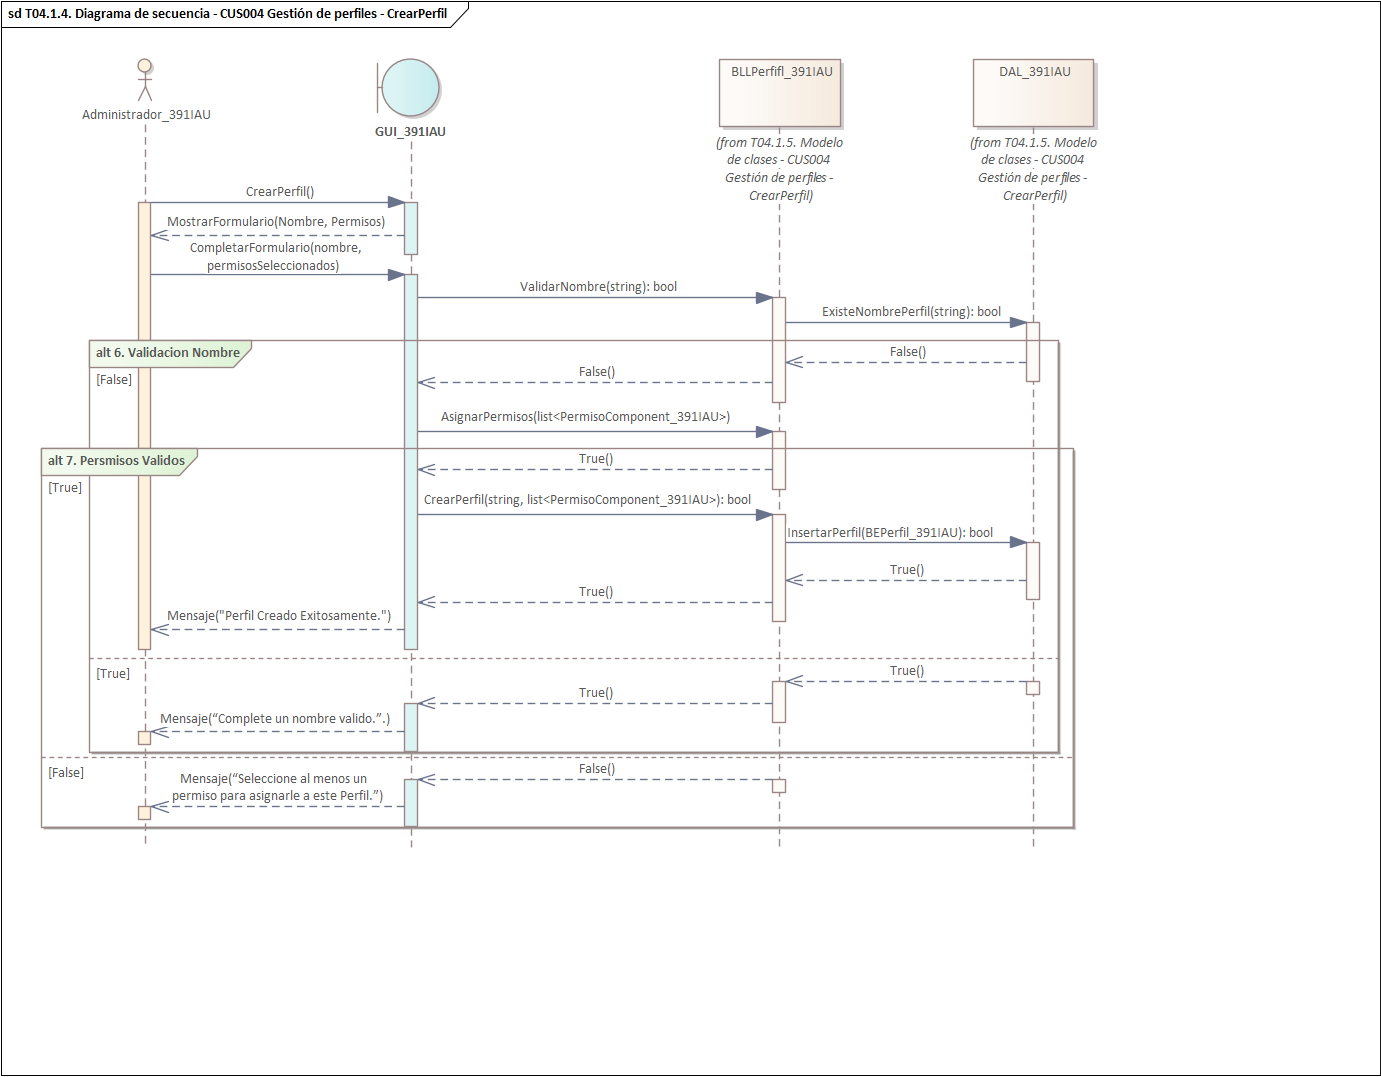 sd T04.1.4. Diagrama de secuencia - CUS004 Gestión de perfiles - CrearPerfil
Administrador_391IAU
GUI_391IAU
BLLPerfifl_391IAU
(from T04.1.5. Modelo
de clases - CUS004
Gestión de perfiles -
CrearPerfil)
DAL_391IAU
(from T04.1.5. Modelo
de clases - CUS004
Gestión de perfiles -
CrearPerfil)
CrearPerfil()
MostrarFormulario(Nombre, Permisos)
CompletarFormulario(nombre,
permisosSeleccionados)
ValidarNombre(string): bool
ExisteNombrePerfil(string): bool
alt 6. Validacion Nombre
[False]
False()
False()
AsignarPermisos(list<PermisoComponent_391IAU>)
alt 7. Persmisos Validos
[True]
True()
CrearPerfil(string, list<PermisoComponent_391IAU>): bool
InsertarPerfil(BEPerfil_391IAU): bool
True()
True()
Mensaje("Perfil Creado Exitosamente.")
[True]
True()
True()
Mensaje(“Complete un nombre valido.”.)
[False]
False()
Mensaje(“Seleccione al menos un
permiso para asignarle a este Perfil.”)